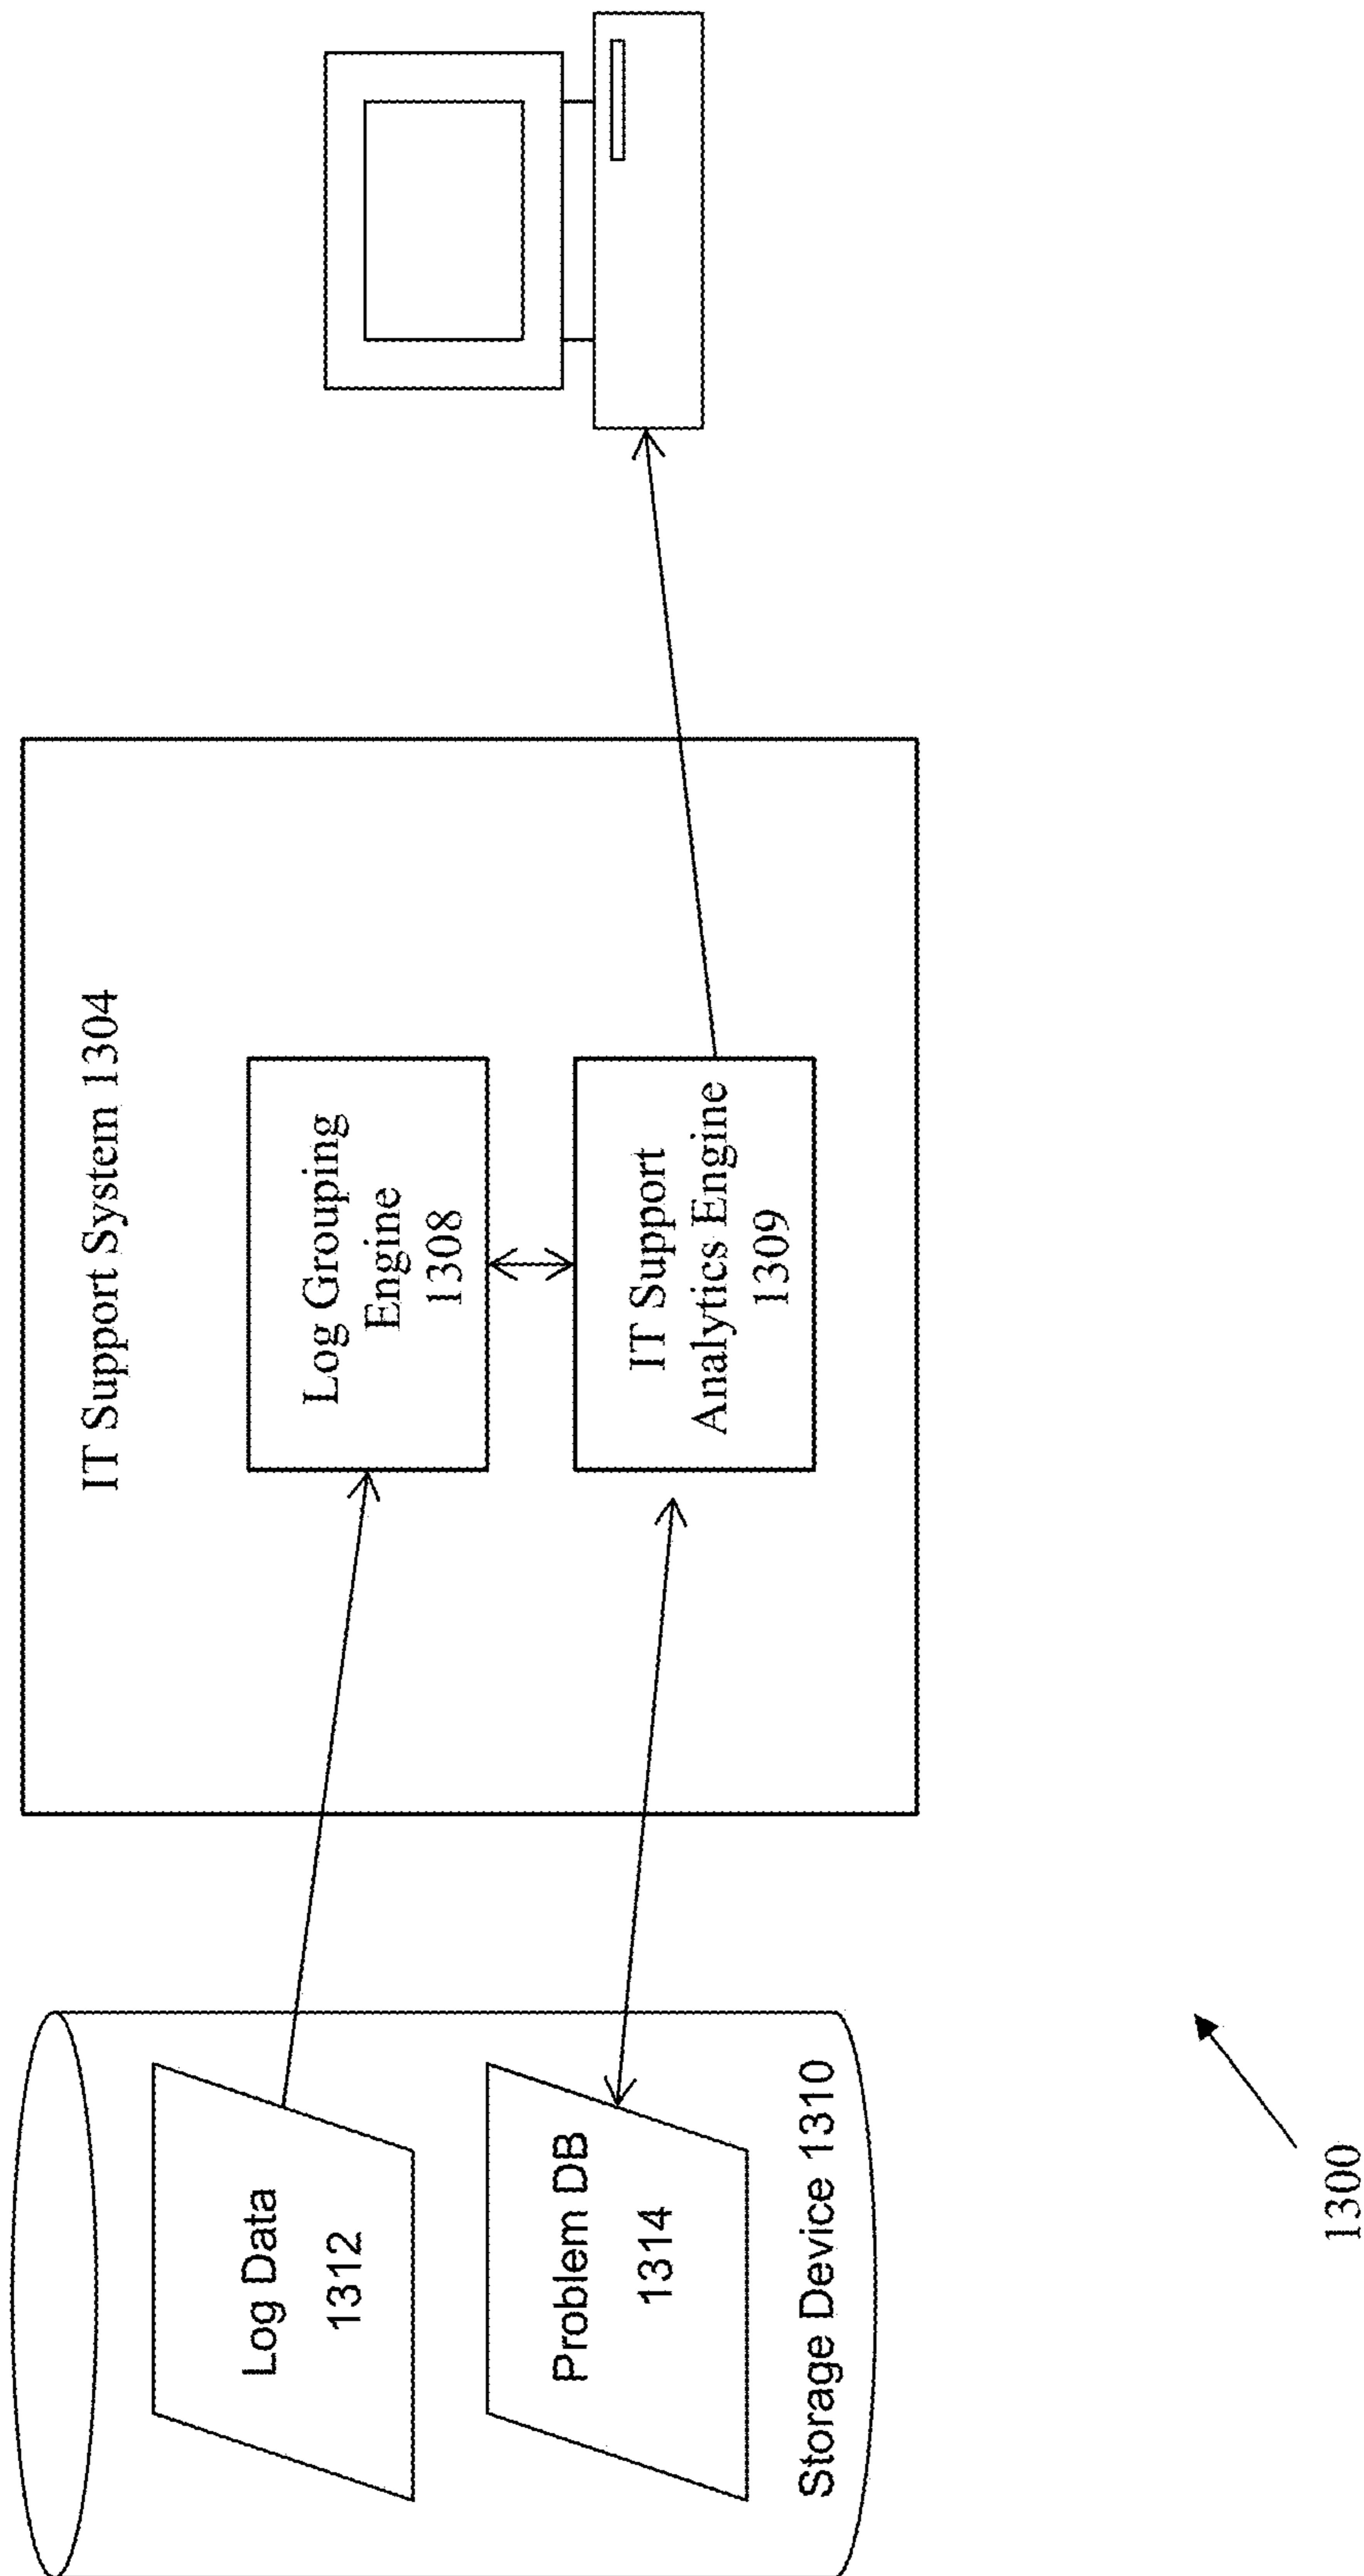 Log Data
1312
Problem DB
1314
Storage Device 1310
IT Support System 1304
Log Grouping
Engine
1308
IT Support
Analytics Engine
1309
1300